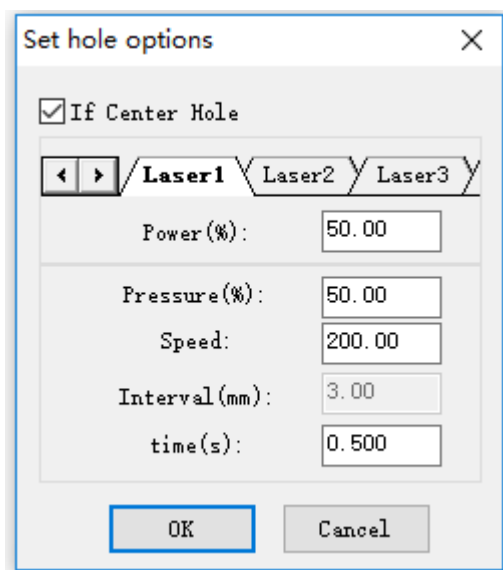 Set hole options
If Center Hole
Laser1 Laser2 Laser3
Power(%): 50.00
Pressure(%): 50.00
Speed: 200.00
Interval(mm): 3.00
time(s): 0.500
OK Cancel